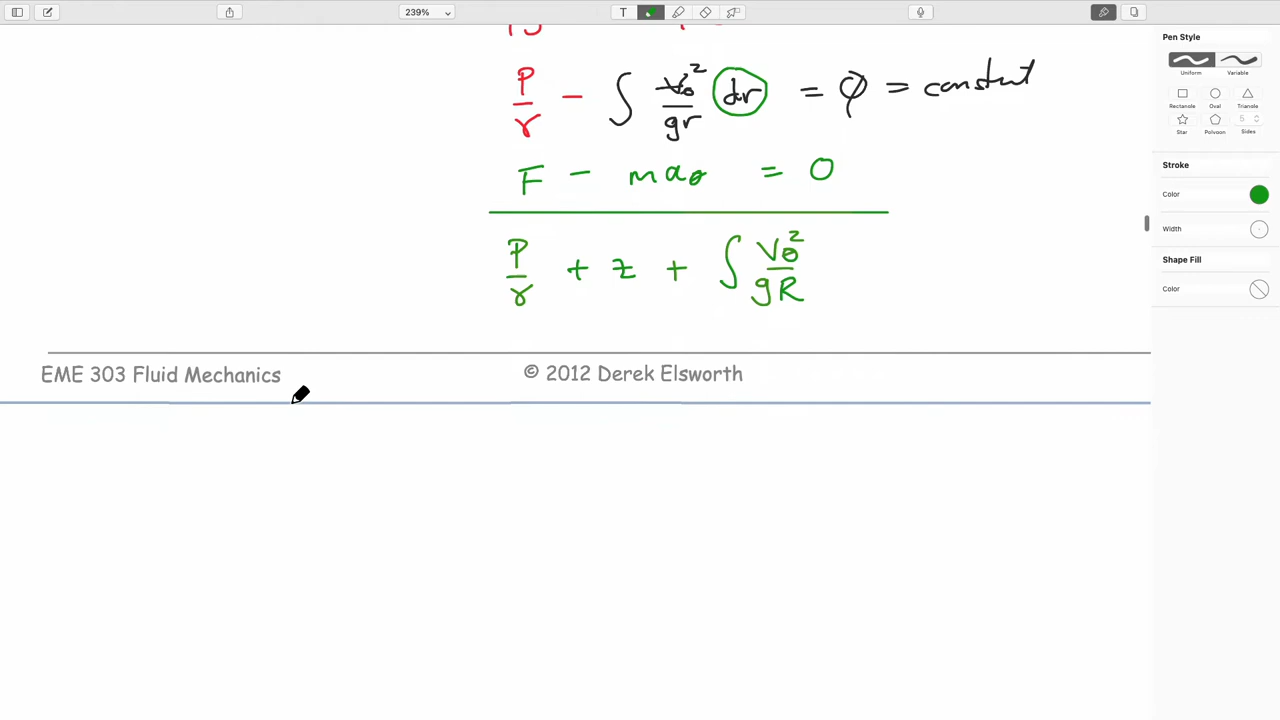 239%
T
Pen Style
Uniform Variable
Rectangle Oval Triangle
Star Polygon 5 Sides
Stroke
Color
Width
Shape Fill
Color
P/γ - ∫ Vθ²/gr dr = φ = constant
F - maθ = 0
P/γ + z + ∫ Vθ²/gR
EME 303 Fluid Mechanics © 2012 Derek Elsworth